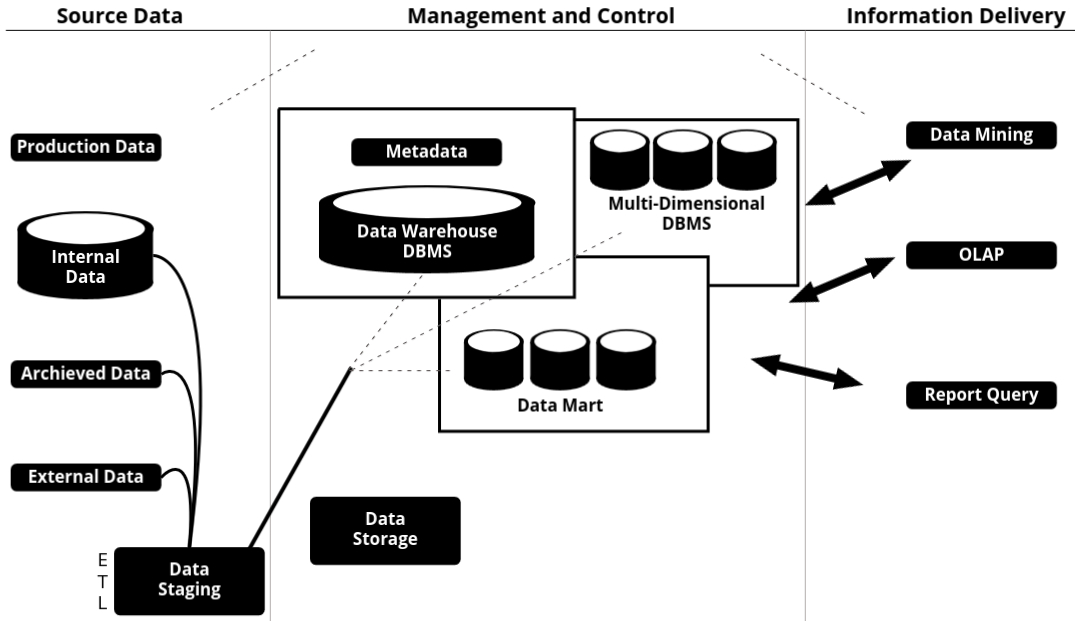 Source Data
Management and Control
Information Delivery
Production Data
Internal
Data
Archieved Data
External Data
E
T
L
Data
Staging
Metadata
Data Warehouse
DBMS
Multi-Dimensional
DBMS
Data Mart
Data
Storage
Data Mining
OLAP
Report Query